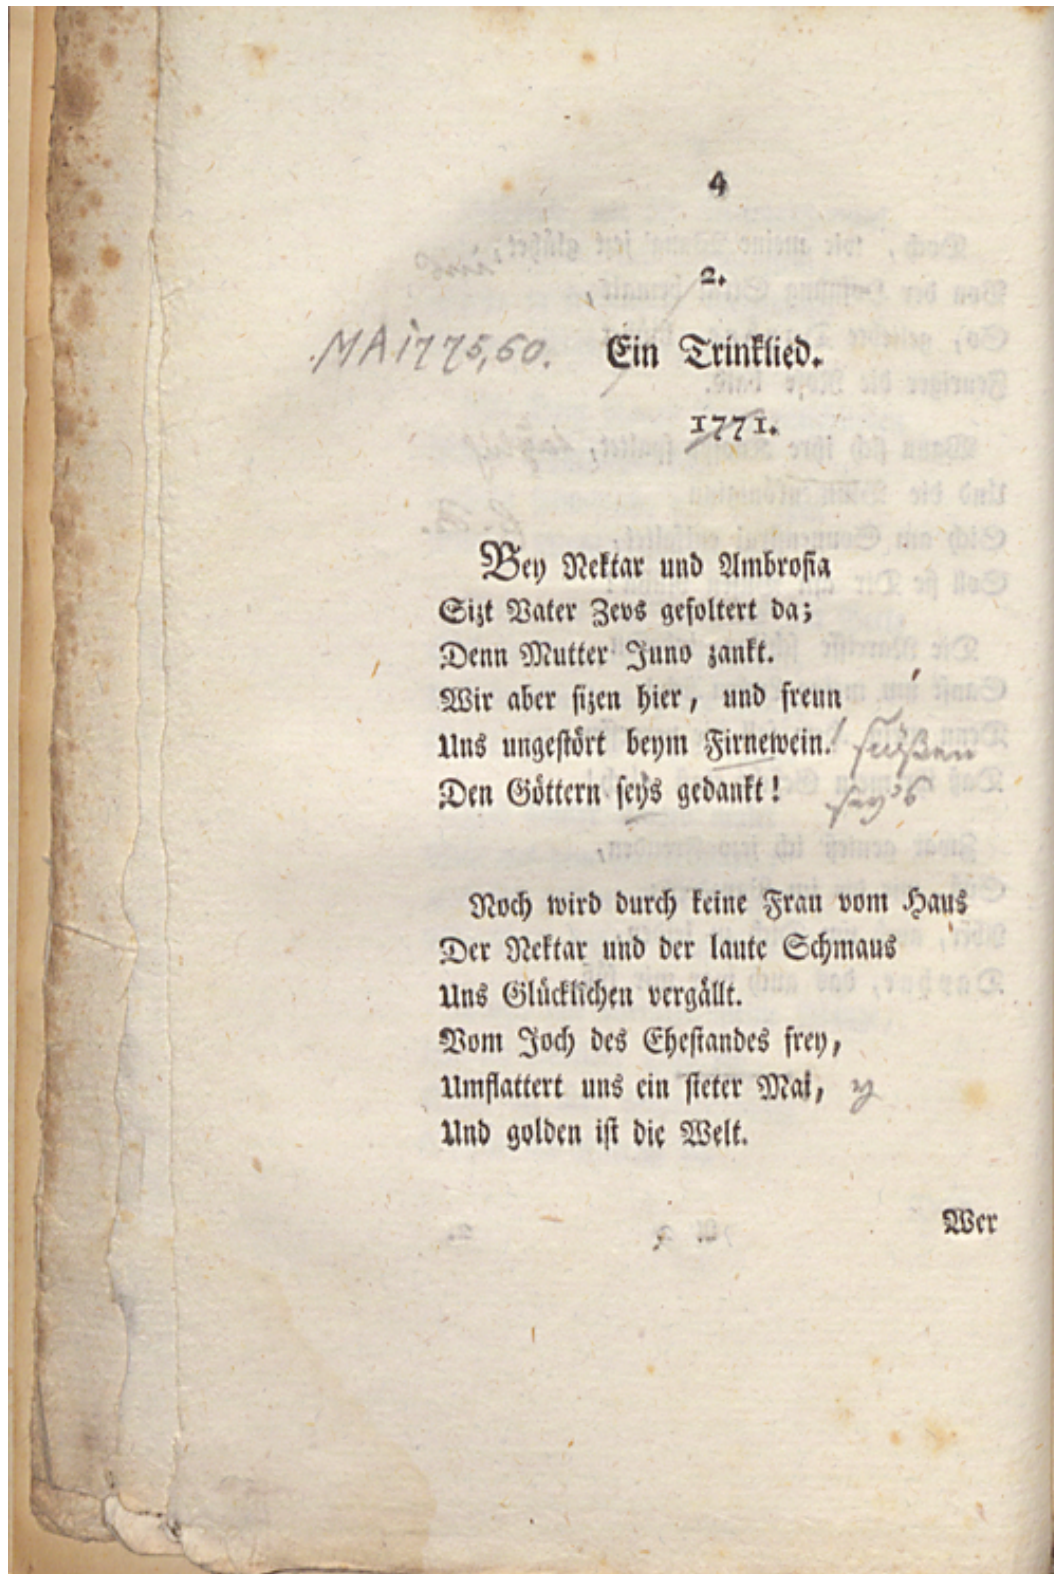 4
2.
MA 1775, 60. Ein Trinklied.
1771.
Bey Nektar und Ambrosia
Sizt Vater Zevs gefoltert da;
Denn Mutter Juno zankt.
Wir aber sizen hier, und freun
Uns ungestört beym Firnewein. süßen
Den Göttern seys gedankt! sey's
Noch wird durch keine Frau vom Haus
Der Nektar und der laute Schmaus
Uns Glücklichen vergällt.
Vom Joch des Ehestandes frey,
Umflattert uns ein steter Mai, y
Und golden ist die Welt.
Wer